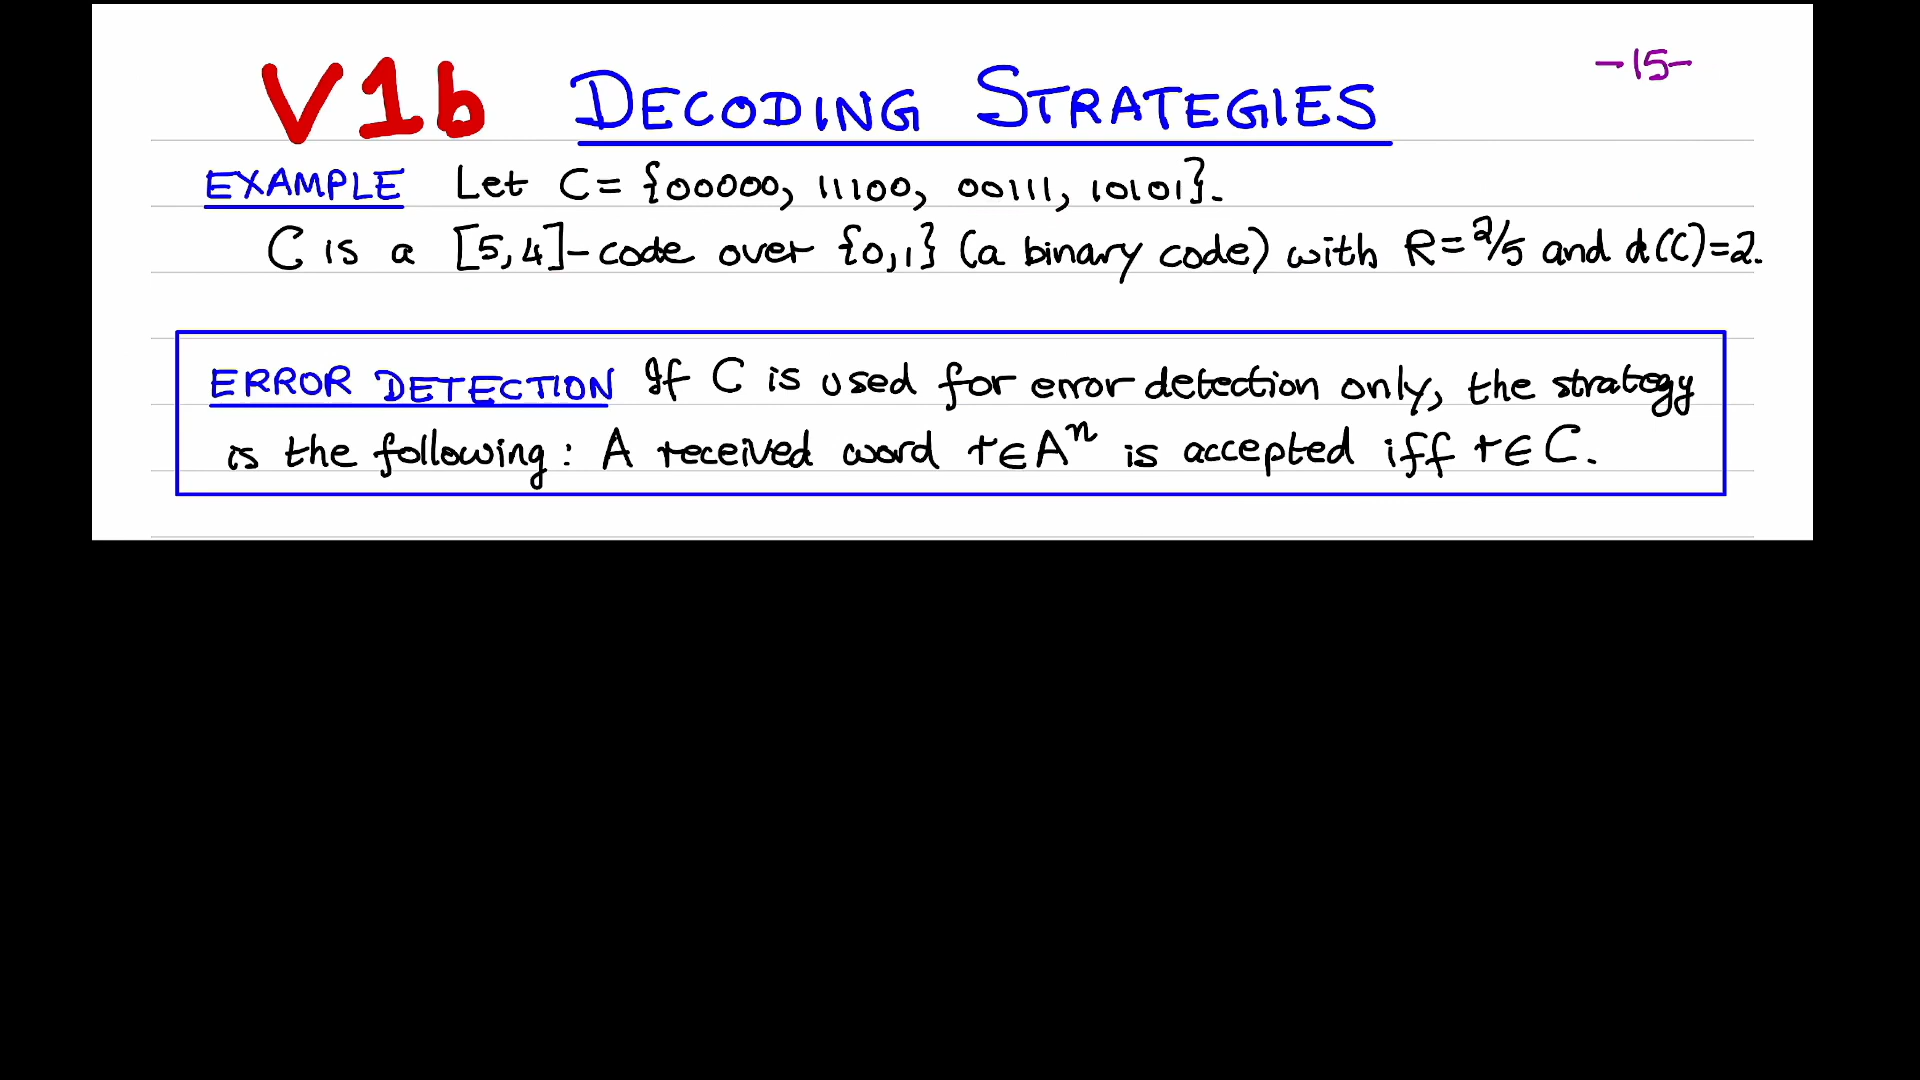 -15-
V1b DECODING STRATEGIES
EXAMPLE Let C = {00000, 11100, 00111, 10101}.
C is a [5,4]-code over {0,1} (a binary code) with R=2/5 and d(C)=2.
ERROR DETECTION If C is used for error detection only, the strategy
is the following: A received word r∈Aⁿ is accepted iff r∈C.